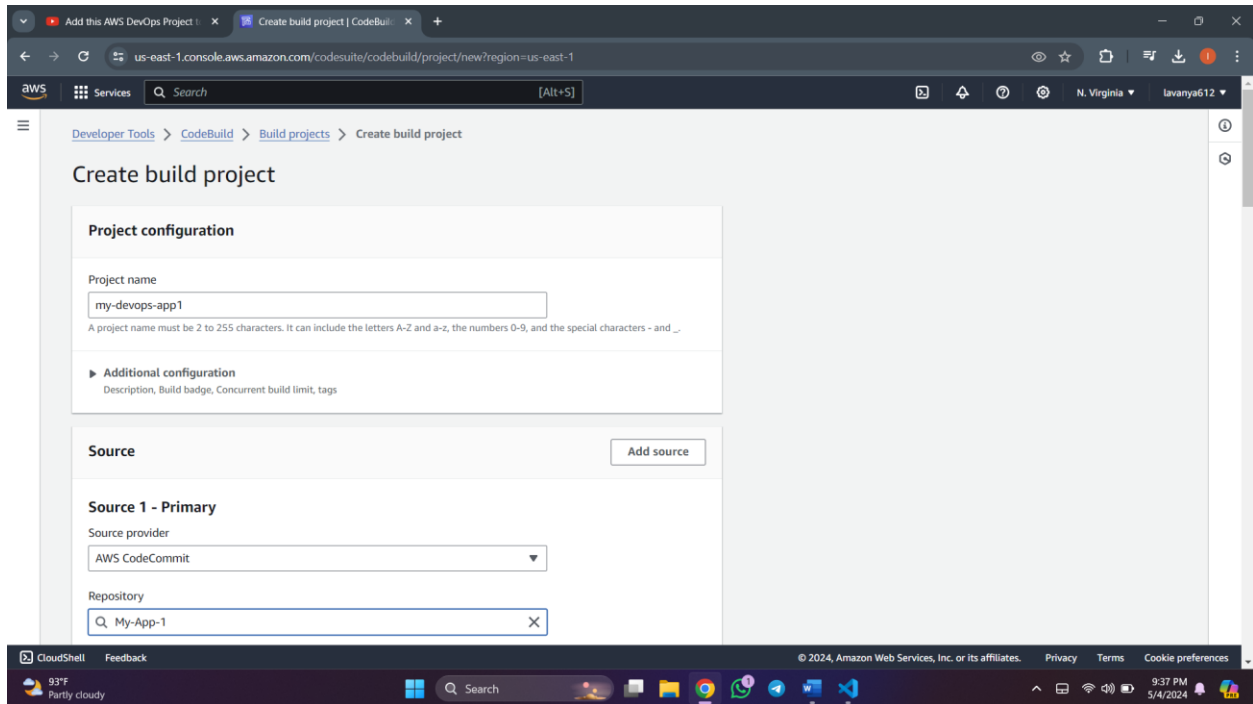 Add this AWS DevOps Project t
Create build project | CodeBuil
us-east-1.console.aws.amazon.com/codesuite/codebuild/project/new?region=us-east-1
aws
Services
Search
[Alt+S]
N. Virginia
lavanya612
Developer Tools > CodeBuild > Build projects > Create build project
Create build project
Project configuration
Project name
my-devops-app1
A project name must be 2 to 255 characters. It can include the letters A-Z and a-z, the numbers 0-9, and the special characters - and _.
Additional configuration
Description, Build badge, Concurrent build limit, tags
Source
Add source
Source 1 - Primary
Source provider
AWS CodeCommit
Repository
My-App-1
CloudShell Feedback © 2024, Amazon Web Services, Inc. or its affiliates. Privacy Terms Cookie preferences
93°F
Partly cloudy
Search
9:37 PM
5/4/2024